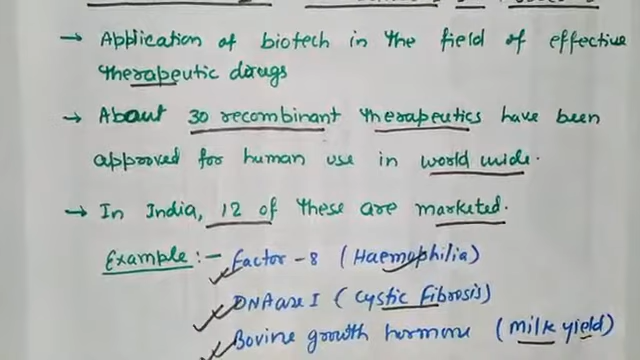 → Application of biotech in the field of effective
therapeutic drugs
→ About 30 recombinant therapeutics have been
approved for human use in world wide.
→ In India, 12 of these are marketed.
Example :- Factor-8 (Haemophilia)
DNAase I (Cystic Fibrosis)
Bovine growth hormone (Milk yield)